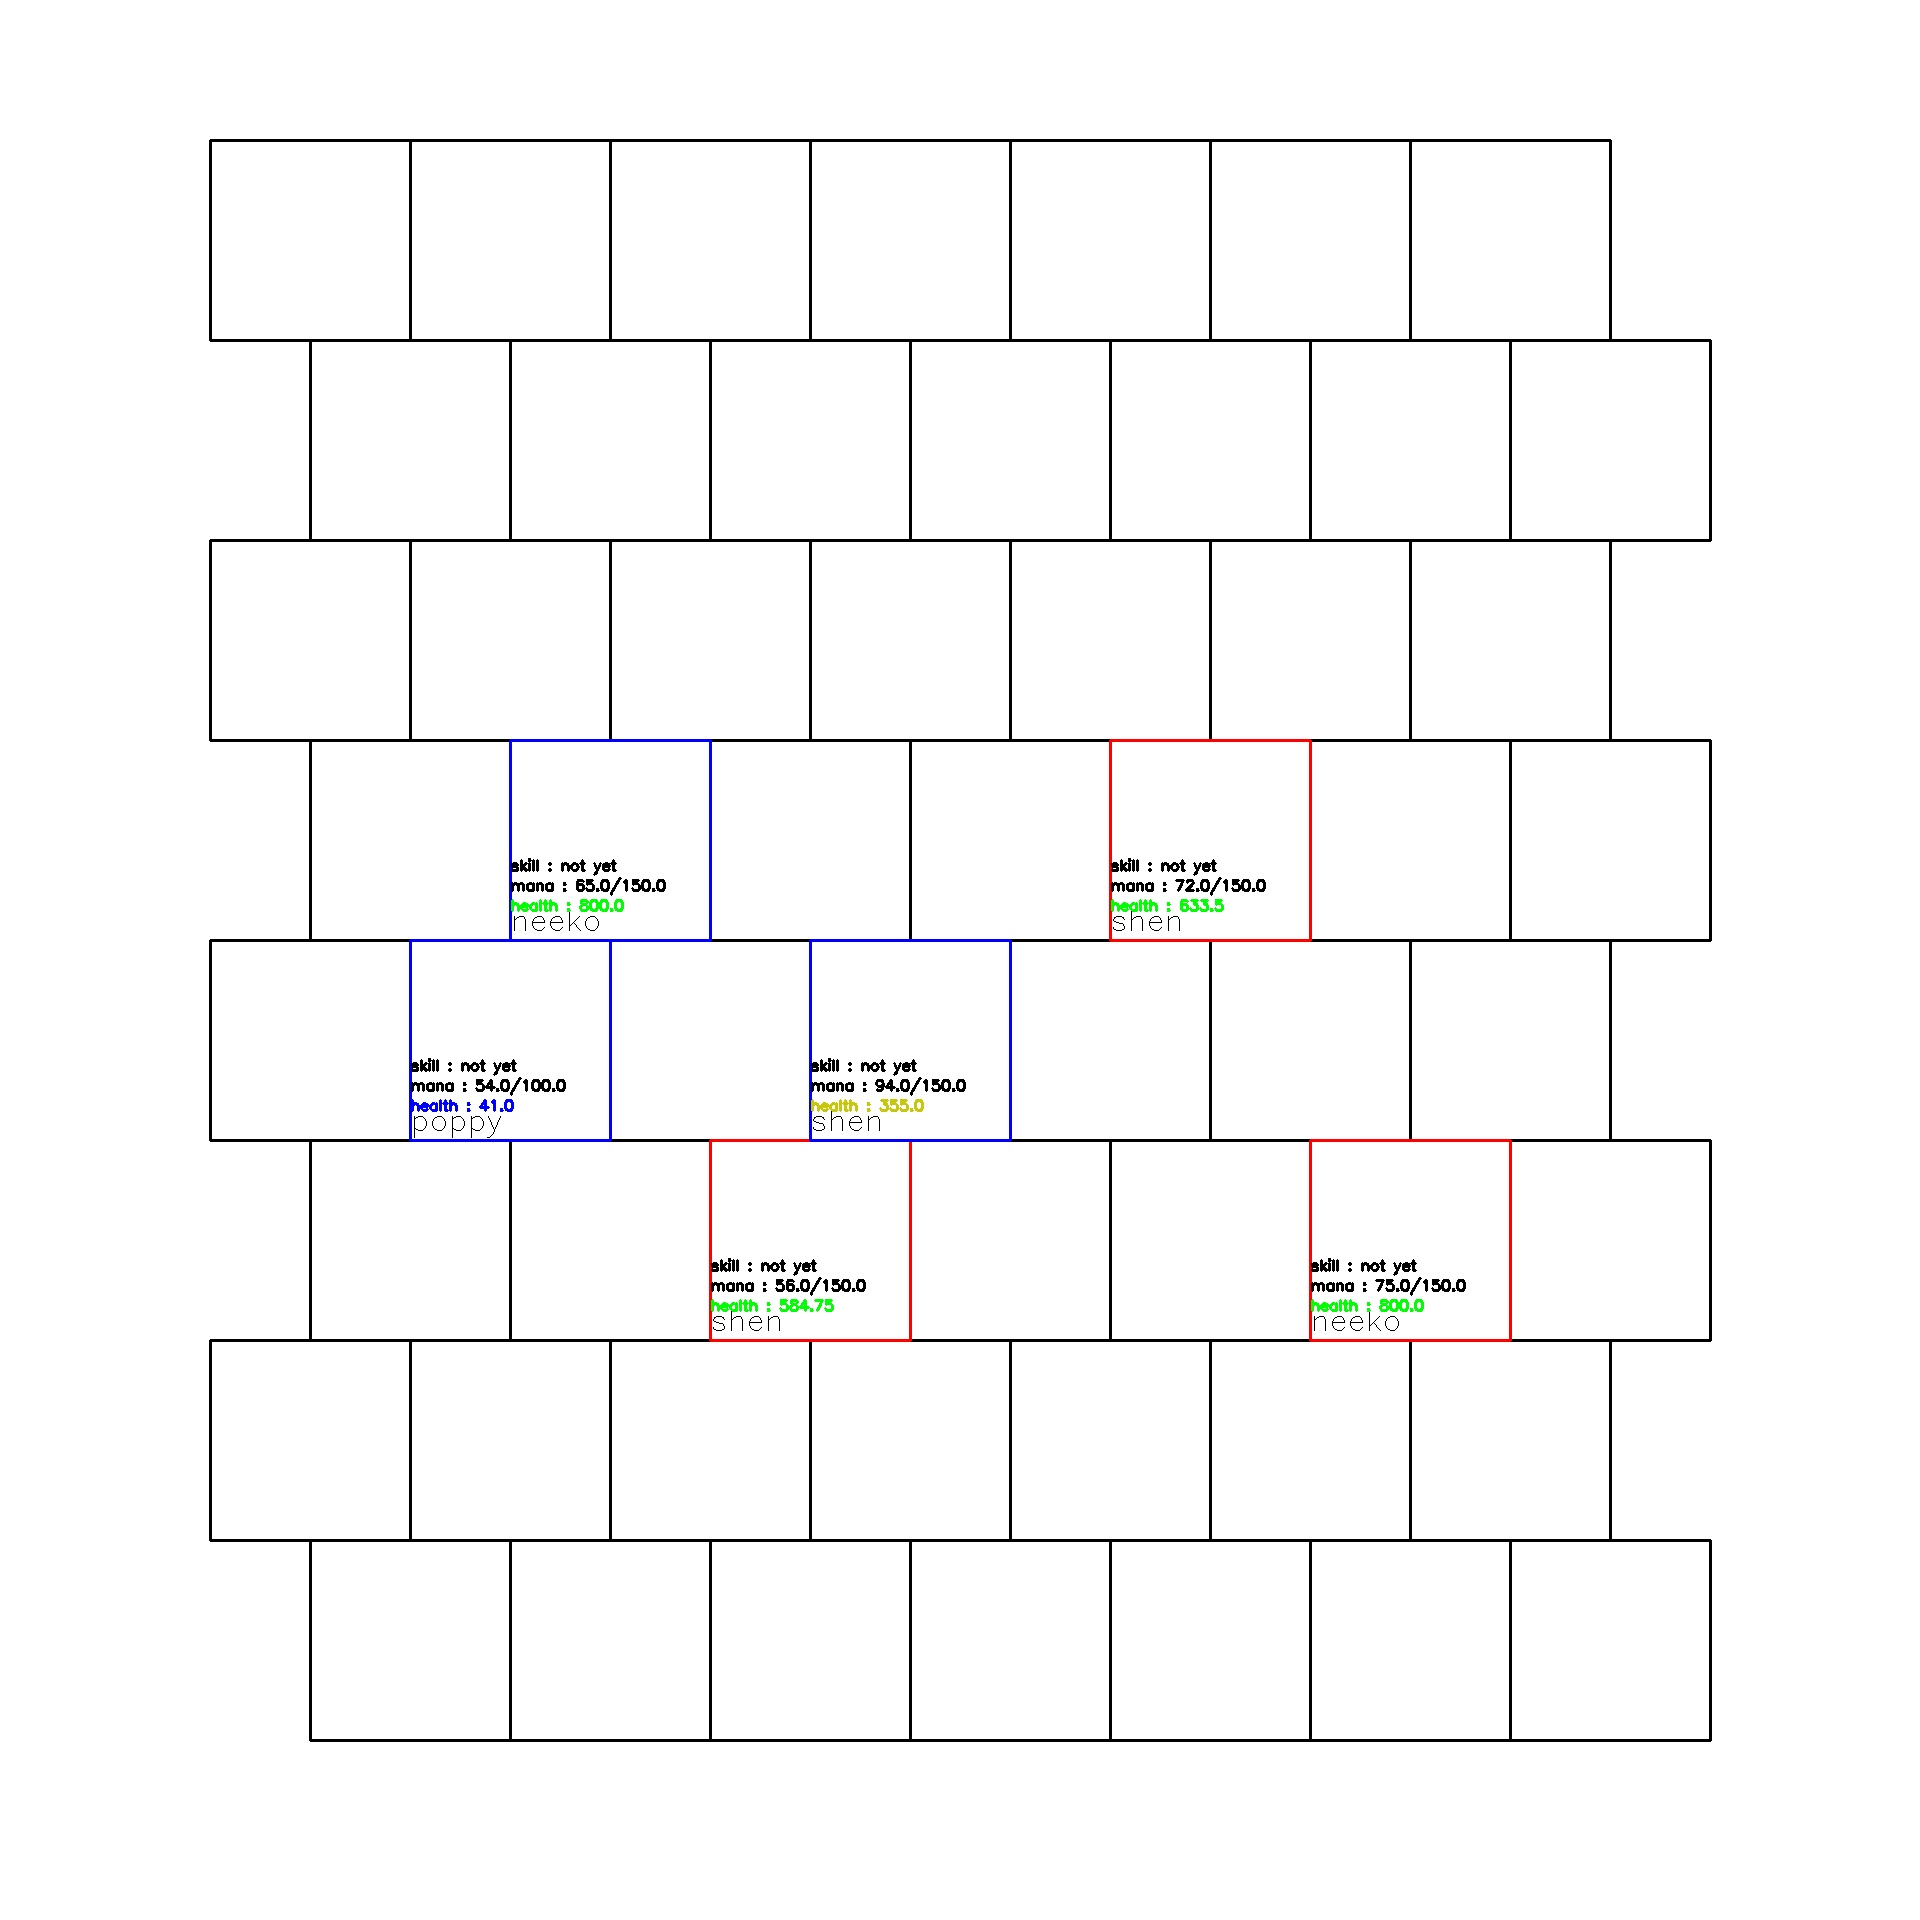 skill : not yet
mana : 65.0/150.0
health : 800.0
neeko
skill : not yet
mana : 72.0/150.0
health : 633.5
shen
skill : not yet
mana : 54.0/100.0
health : 41.0
poppy
skill : not yet
mana : 94.0/150.0
health : 355.0
shen
skill : not yet
mana : 56.0/150.0
health : 584.75
shen
skill : not yet
mana : 75.0/150.0
health : 800.0
neeko